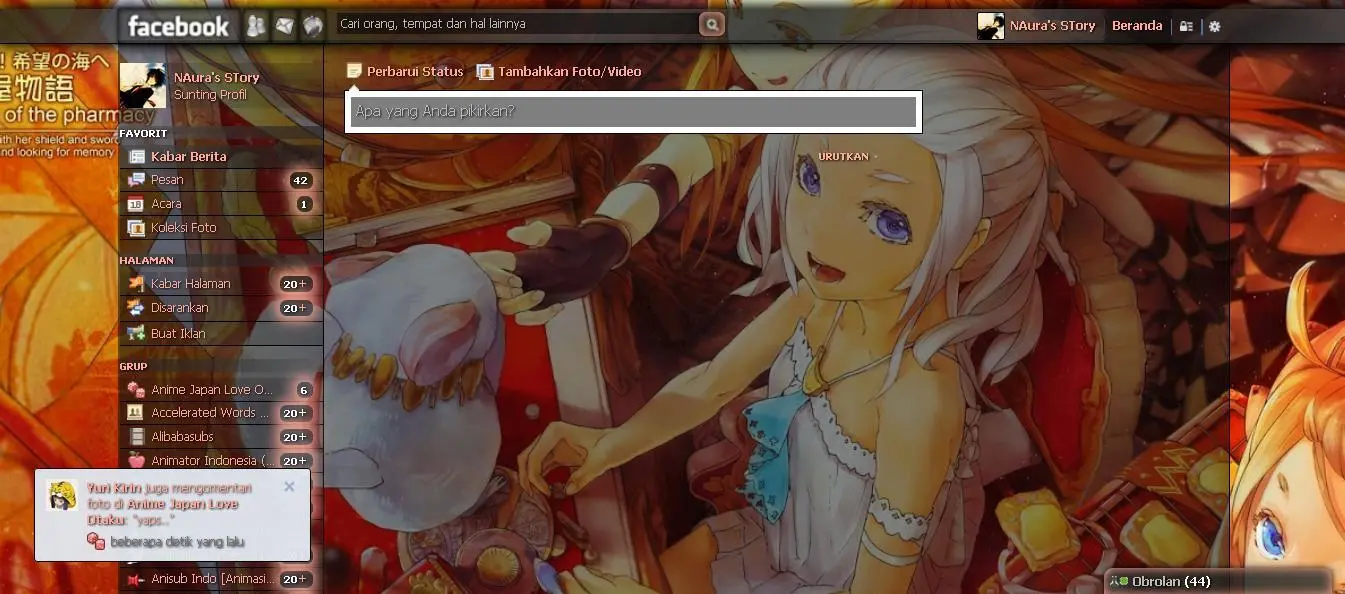 facebook
Cari orang, tempat dan hal lainnya
NAura's STory
Beranda
! 希望の海へ
屋物語
of the pharmacy
ath her shield and sword
nd looking for memory
NAura's STory
Sunting Profil
FAVORIT
Kabar Berita
Pesan 42
Acara 1
Koleksi Foto
HALAMAN
Kabar Halaman 20+
Disarankan 20+
Buat Iklan
GRUP
Anime Japan Love O... 6
Accelerated Words ... 20+
Alibabasubs 20+
Animator Indonesia (... 20+
Yuri Kirin juga mengomentari
foto di Anime Japan Love
Otaku: "yaps.."
beberapa detik yang lalu
Anisub Indo [Animasi... 20+
Perbarui Status
Tambahkan Foto/Video
Apa yang Anda pikirkan?
URUTKAN
Obrolan (44)